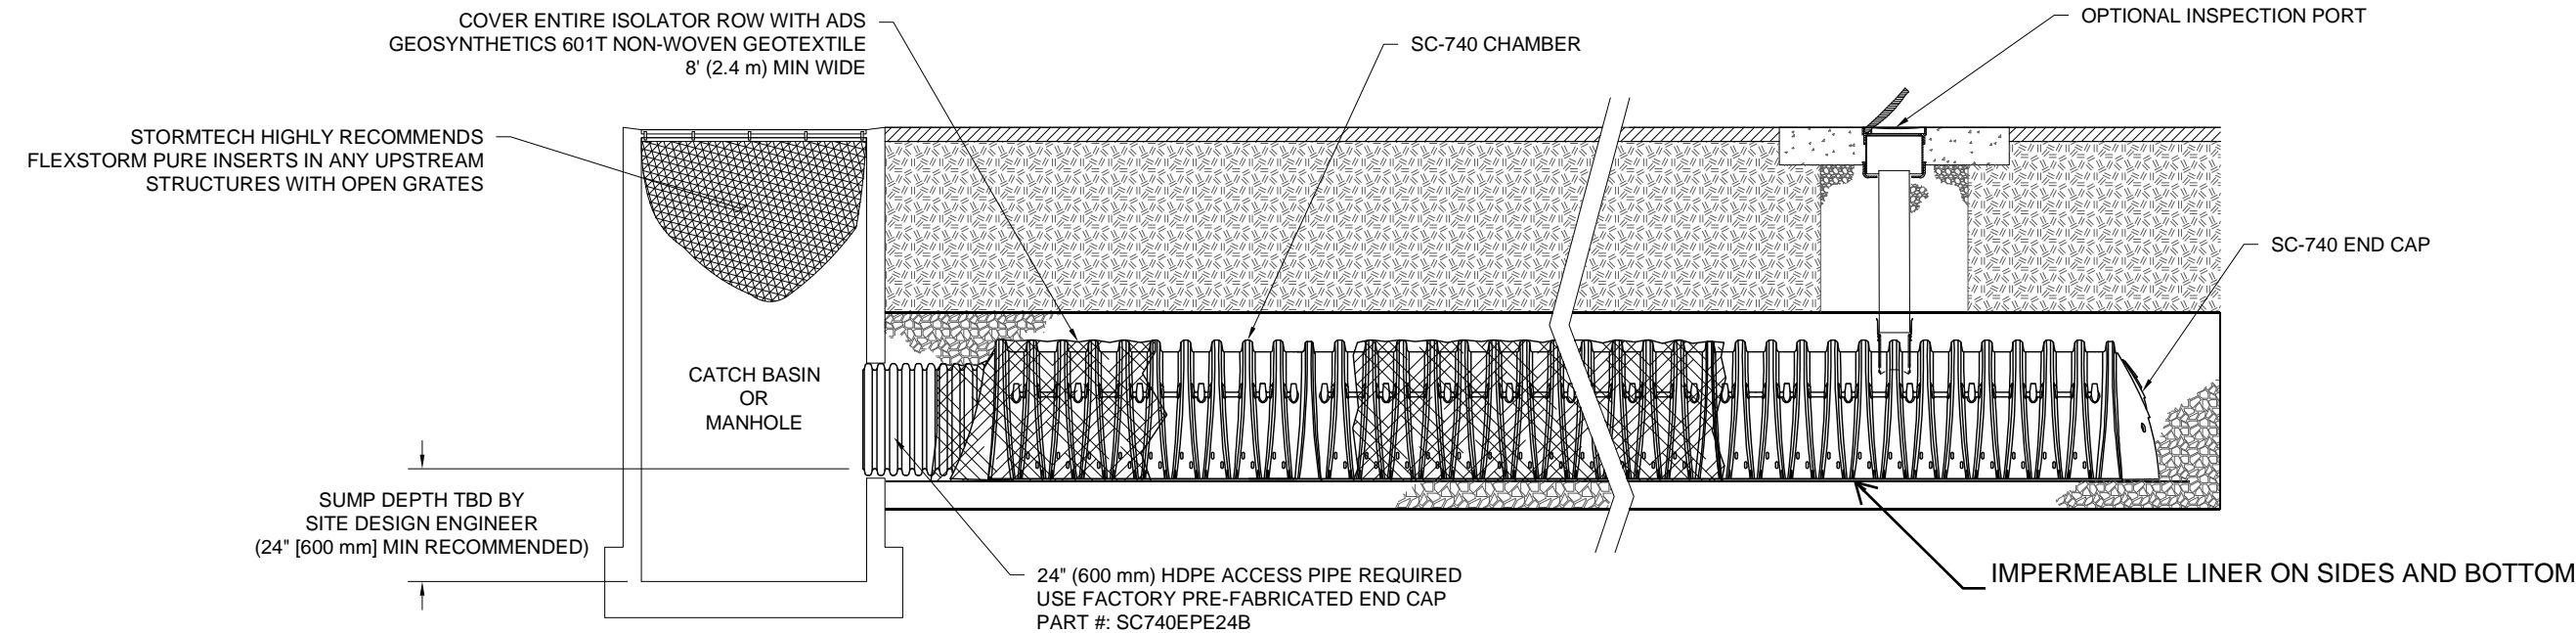 COVER ENTIRE ISOLATOR ROW WITH ADS
GEOSYNTHETICS 601T NON-WOVEN GEOTEXTILE
8' (2.4 m) MIN WIDE
SC-740 CHAMBER
OPTIONAL INSPECTION PORT
STORMTECH HIGHLY RECOMMENDS
FLEXSTORM PURE INSERTS IN ANY UPSTREAM
STRUCTURES WITH OPEN GRATES
SC-740 END CAP
CATCH BASIN
OR
MANHOLE
SUMP DEPTH TBD BY
SITE DESIGN ENGINEER
(24" [600 mm] MIN RECOMMENDED)
24" (600 mm) HDPE ACCESS PIPE REQUIRED
USE FACTORY PRE-FABRICATED END CAP
PART #: SC740EPE24B
IMPERMEABLE LINER ON SIDES AND BOTTOM